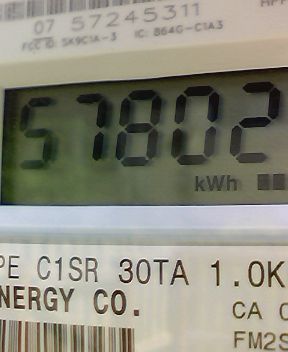 07 57245311
FCC ID: SK9C1A-3 IC: 864G-C1A3
57802
kWh
PE C1SR 30TA 1.0K
NERGY CO.
CA
FM2S